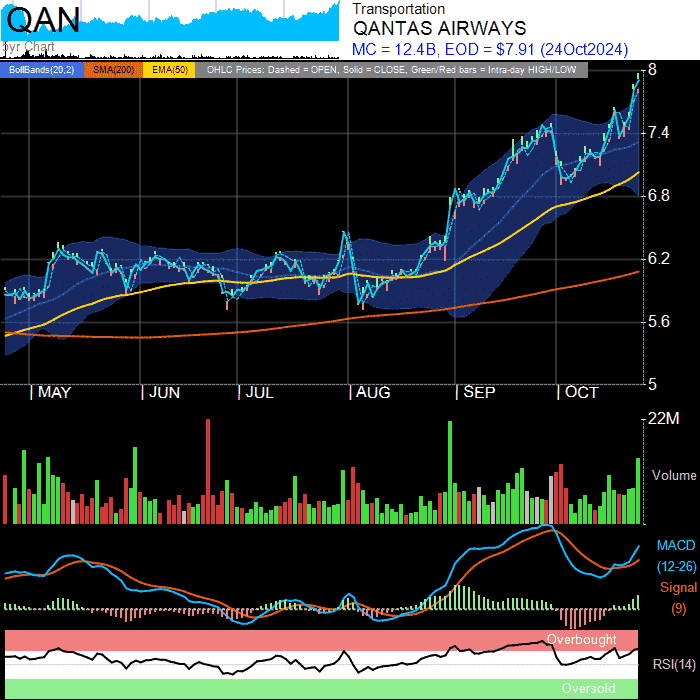 QAN
5yr Chart
Transportation
QANTAS AIRWAYS
MC = 12.4B, EOD = $7.91 (24Oct2024)
BollBands(20,2) SMA(200) EMA(50) OHLC Prices: Dashed = OPEN, Solid = CLOSE, Green/Red bars = Intra-day HIGH/LOW
8
7.4
6.8
6.2
5.6
5
| MAY | JUN | JUL | AUG | SEP | OCT
22M
Volume
MACD
(12-26)
Signal
(9)
Overbought
RSI(14)
Oversold